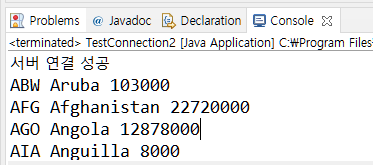 Problems @ Javadoc Declaration Console
<terminated> TestConnection2 [Java Application] C:₩Program Files
서버 연결 성공
ABW Aruba 103000
AFG Afghanistan 22720000
AGO Angola 12878000
AIA Anguilla 8000